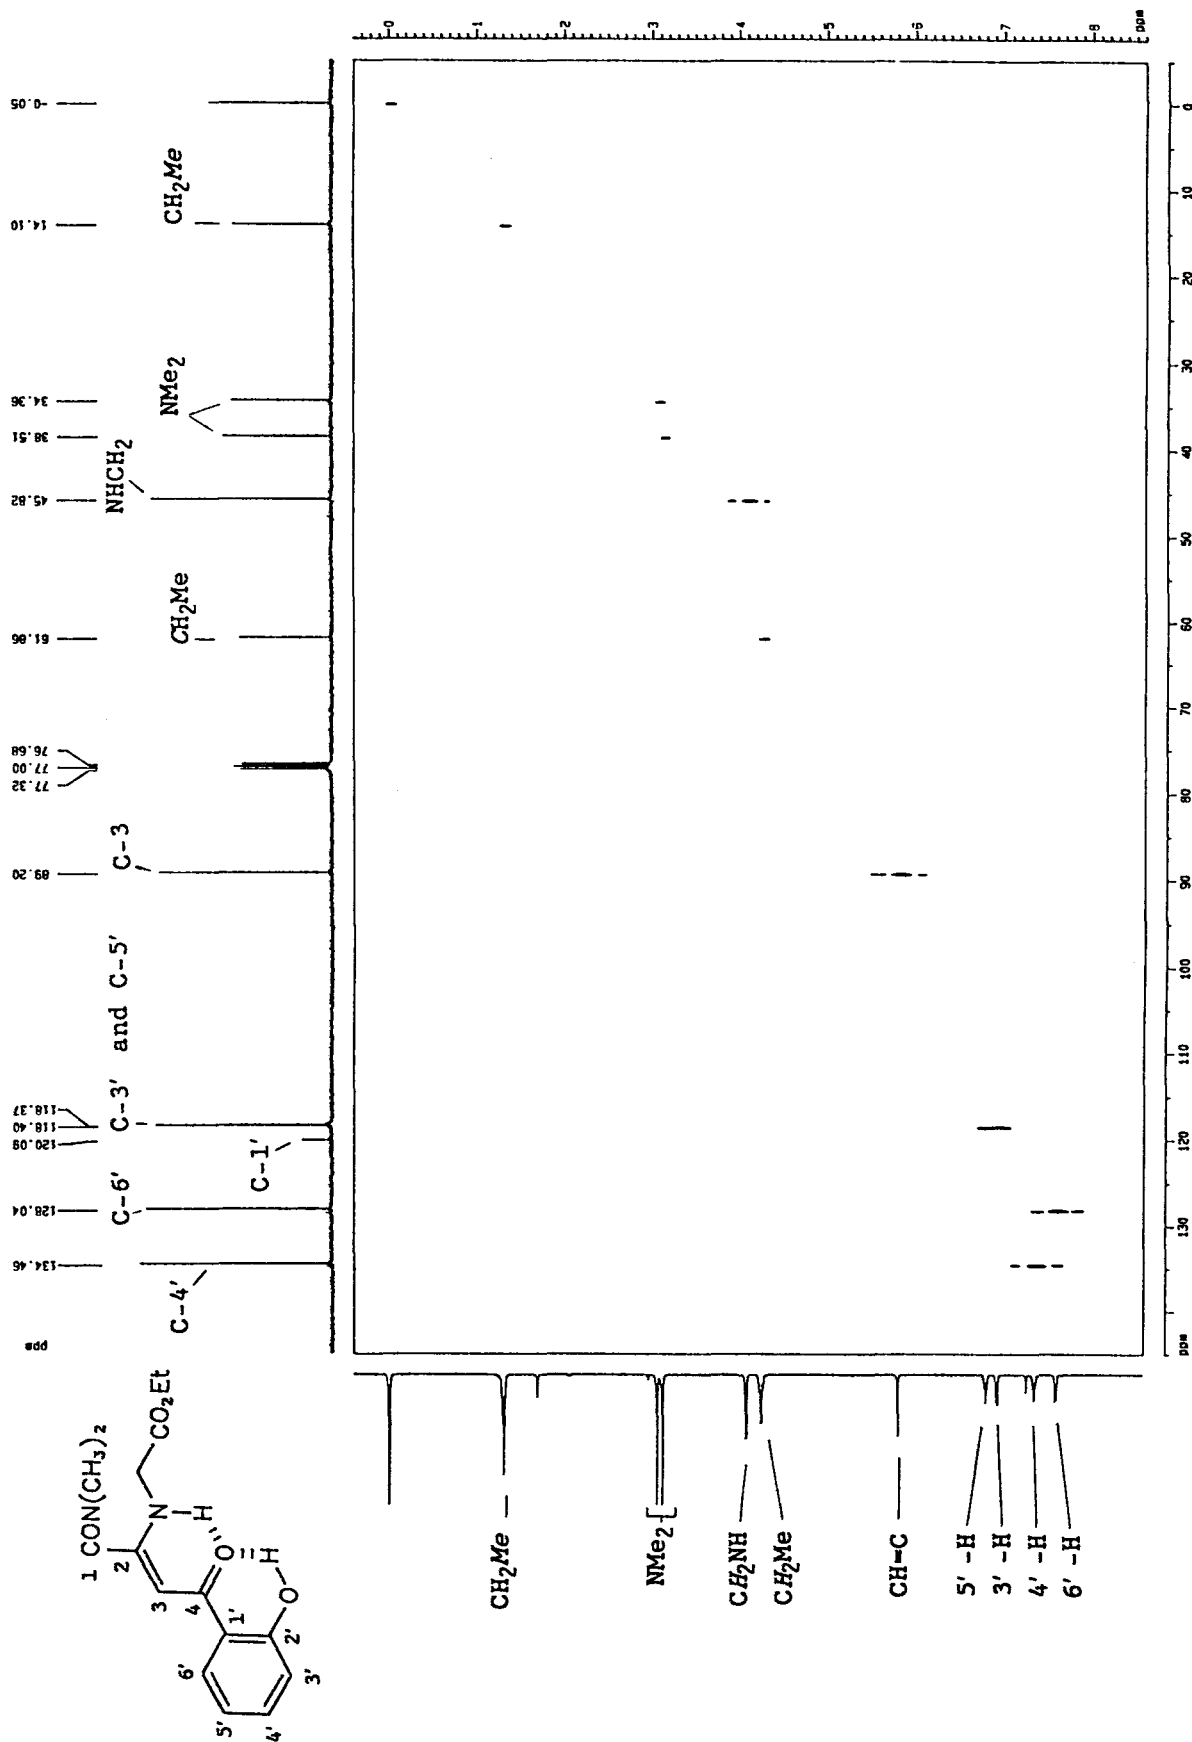 -0.05
14.10
34.36
38.51
45.82
61.86
76.68
77.00
77.32
89.20
118.37
118.40
120.09
128.04
134.46
ppm
CH2Me
NMe2
NHCH2
CH2Me
C-3
C-3' and C-5'
C-1'
C-6'
C-4'
1 CON(CH3)2
2
N
CO2Et
H
3
4
O
H
O
1'
2'
6'
3'
5'
4'
CH2Me
NMe2
CH2NH
CH2Me
CH=C
5'-H
3'-H
4'-H
6'-H
0
1
2
3
4
5
6
7
8
ppm
0
10
20
30
40
50
60
70
80
90
100
110
120
130
ppm